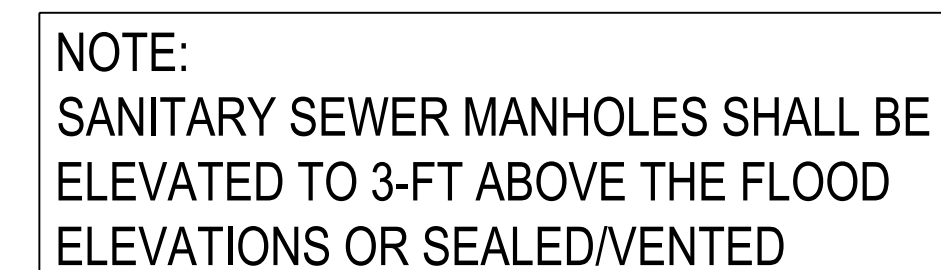 NOTE:
SANITARY SEWER MANHOLES SHALL BE
ELEVATED TO 3-FT ABOVE THE FLOOD
ELEVATIONS OR SEALED/VENTED